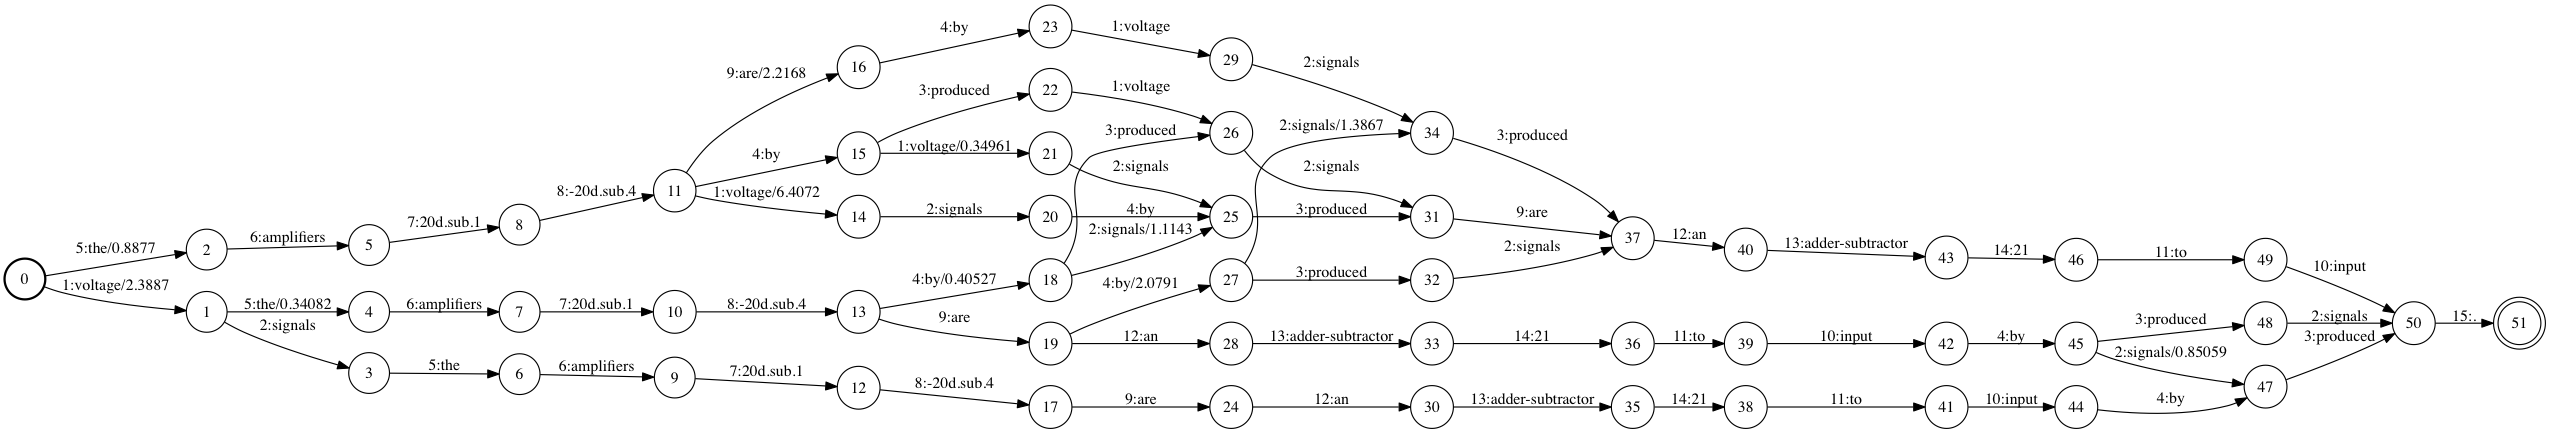 23
4:by
1:voltage
16
29
9:are/2.2168
2:signals
3:produced
22
1:voltage
4:by
15
1:voltage/0.34961
21
3:produced
26
2:signals/1.3867
34
3:produced
2:signals
2:signals
11
8:-20d.sub.4
1:voltage/6.4072
14
2:signals
20
4:by
25
3:produced
31
9:are
2:signals/1.1143
7:20d.sub.1
8
5:the/0.8877
2
6:amplifiers
5
2:signals
37
12:an
40
13:adder-subtractor
43
14:21
46
11:to
49
10:input
0
1:voltage/2.3887
4:by/0.40527
18
4:by/2.0791
27
3:produced
32
1
5:the/0.34082
4
6:amplifiers
7
7:20d.sub.1
10
8:-20d.sub.4
13
9:are
2:signals
19
12:an
28
13:adder-subtractor
33
14:21
36
11:to
39
10:input
42
4:by
45
3:produced
48
2:signals
50
15:.
51
2:signals/0.85059
3:produced
47
3
5:the
6
6:amplifiers
9
7:20d.sub.1
12
8:-20d.sub.4
17
9:are
24
12:an
30
13:adder-subtractor
35
14:21
38
11:to
41
10:input
44
4:by